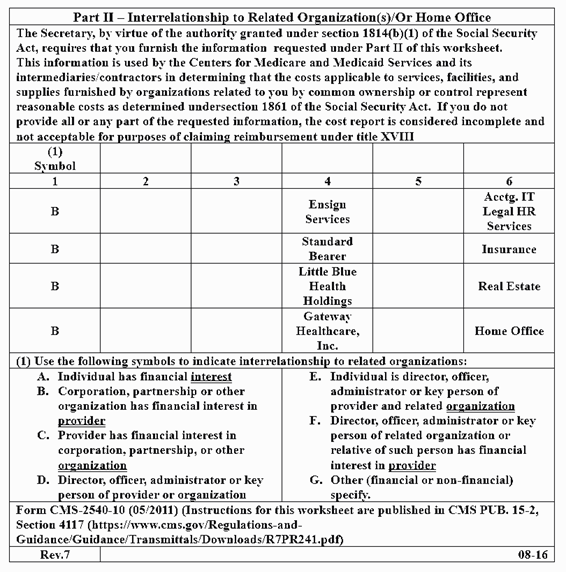 Part II – Interrelationship to Related Organization(s)/Or Home Office
The Secretary, by virtue of the authority granted under section 1814(b)(1) of the Social Security
Act, requires that you furnish the information requested under Part II of this worksheet.
This information is used by the Centers for Medicare and Medicaid Services and its
intermediaries/contractors in determining that the costs applicable to services, facilities, and
supplies furnished by organizations related to you by common ownership or control represent
reasonable costs as determined undersection 1861 of the Social Security Act. If you do not
provide all or any part of the requested information, the cost report is considered incomplete and
not acceptable for purposes of claiming reimbursement under title XVIII
(1)
Symbol
1 2 3 4 5 6
B Ensign Services Acctg. IT Legal HR Services
B Standard Bearer Insurance
B Little Blue Health Holdings Real Estate
B Gateway Healthcare, Inc. Home Office
(1) Use the following symbols to indicate interrelationship to related organizations:
A. Individual has financial interest
B. Corporation, partnership or other
organization has financial interest in
provider
C. Provider has financial interest in
corporation, partnership, or other
organization
D. Director, officer, administrator or key
person of provider or organization
E. Individual is director, officer,
administrator or key person of
provider and related organization
F. Director, officer, administrator or key
person of related organization or
relative of such person has financial
interest in provider
G. Other (financial or non-financial)
specify.
Form CMS-2540-10 (05/2011) (Instructions for this worksheet are published in CMS PUB. 15-2,
Section 4117 (https://www.cms.gov/Regulations-and-
Guidance/Guidance/Transmittals/Downloads/R7PR241.pdf)
Rev.7 08-16